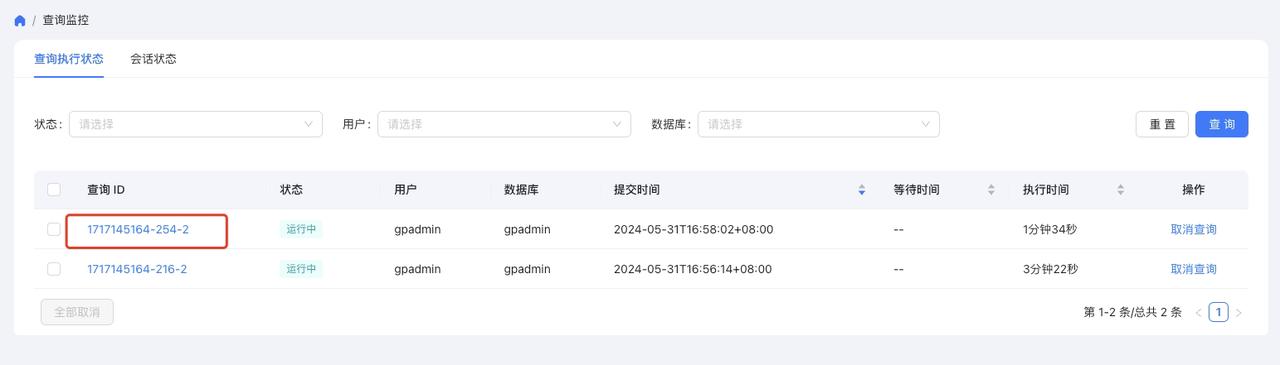 / 查询监控
查询执行状态 会话状态
状态： 请选择 用户： 请选择 数据库： 请选择 重 置 查 询
查询 ID 状态 用户 数据库 提交时间 等待时间 执行时间 操作
1717145164-254-2 运行中 gpadmin gpadmin 2024-05-31T16:58:02+08:00 -- 1分钟34秒 取消查询
1717145164-216-2 运行中 gpadmin gpadmin 2024-05-31T16:56:14+08:00 -- 3分钟22秒 取消查询
全部取消 第 1-2 条/总共 2 条 < 1 >